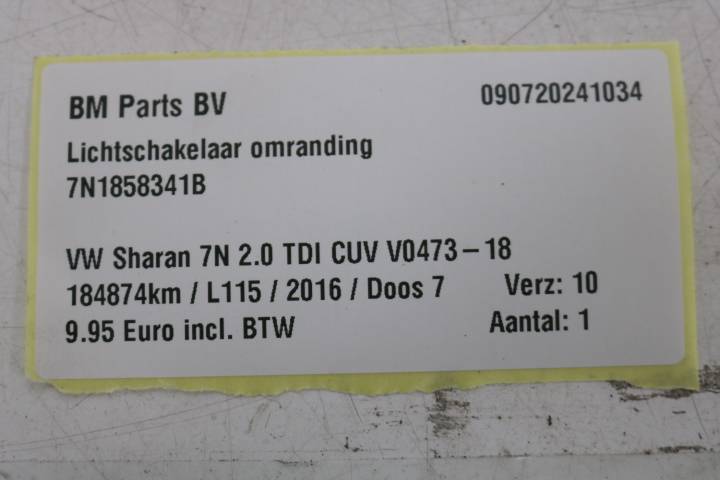 BM Parts BV 090720241034
Lichtschakelaar omranding
7N1858341B
VW Sharan 7N 2.0 TDI CUV V0473-18
184874km / L115 / 2016 / Doos 7 Verz: 10
9.95 Euro incl. BTW Aantal: 1